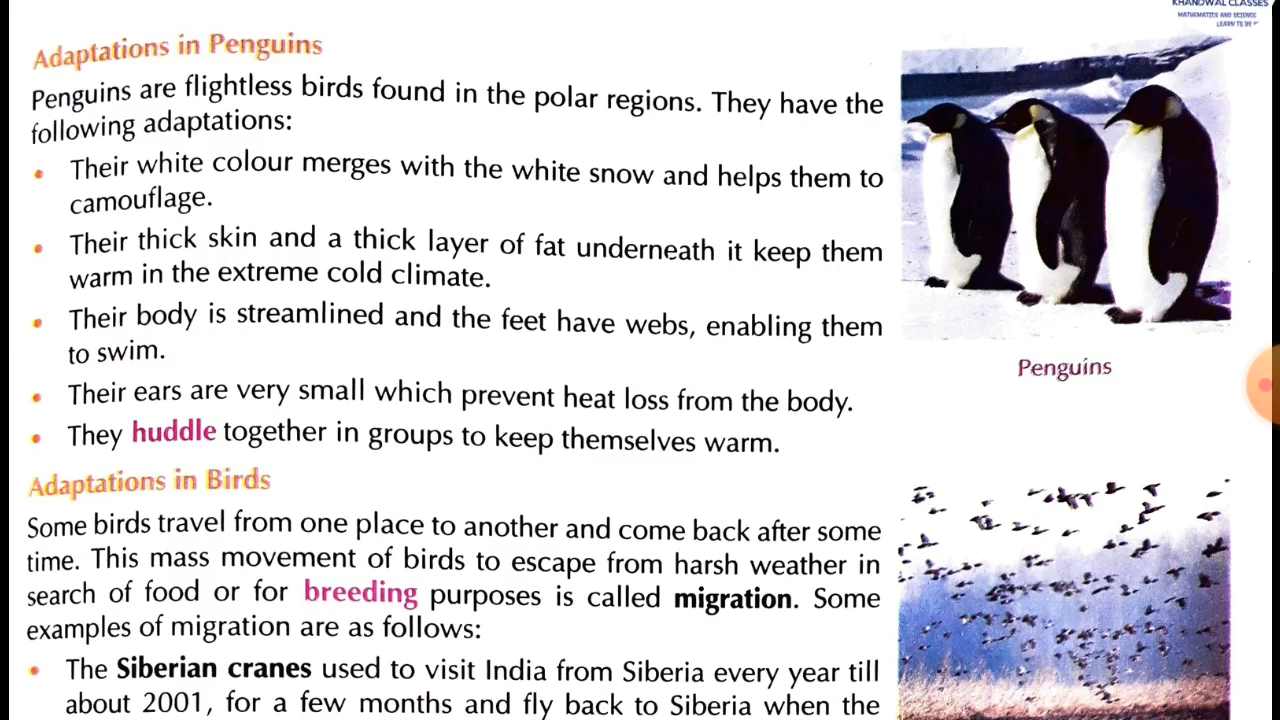 KHANDWAL CLASSES
MATHEMATICS AND SCIENCE
LEARN TO BE
Adaptations in Penguins
Penguins are flightless birds found in the polar regions. They have the
following adaptations:
• Their white colour merges with the white snow and helps them to
camouflage.
• Their thick skin and a thick layer of fat underneath it keep them
warm in the extreme cold climate.
• Their body is streamlined and the feet have webs, enabling them
to swim.
• Their ears are very small which prevent heat loss from the body.
• They huddle together in groups to keep themselves warm.
Penguins
Adaptations in Birds
Some birds travel from one place to another and come back after some
time. This mass movement of birds to escape from harsh weather in
search of food or for breeding purposes is called migration. Some
examples of migration are as follows:
• The Siberian cranes used to visit India from Siberia every year till
about 2001, for a few months and fly back to Siberia when the